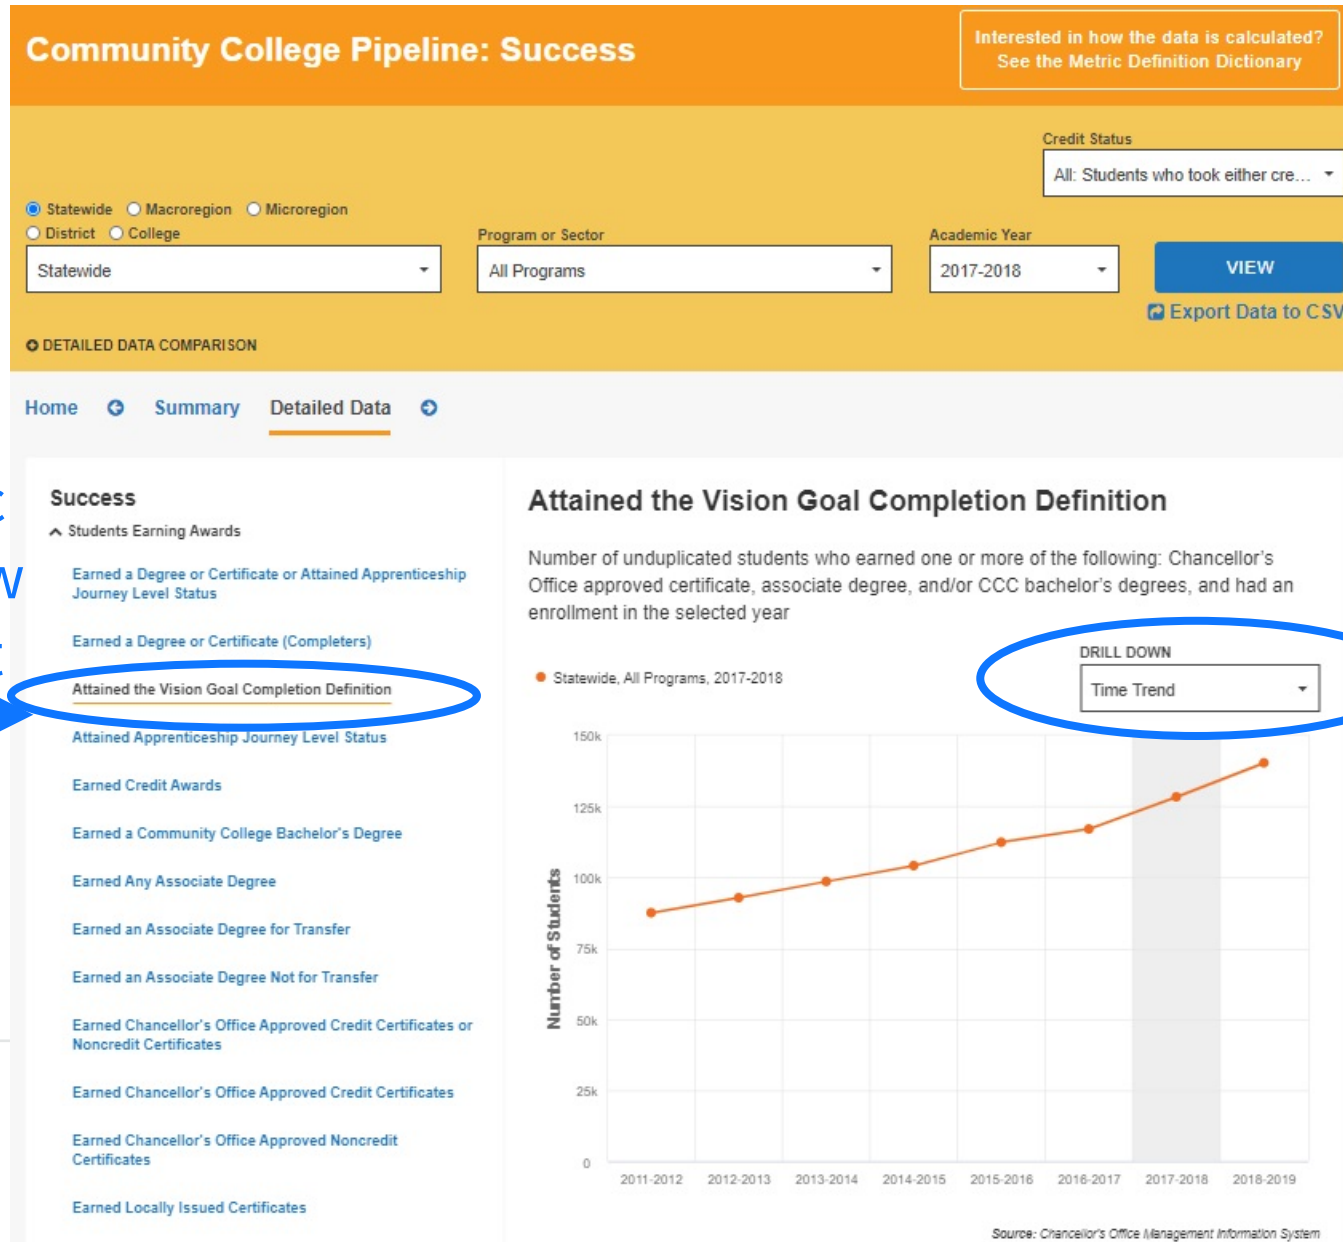 Community College Pipeline: Success
Interested in how the data is calculated?
See the Metric Definition Dictionary
Credit Status
All: Students who took either cre...
Statewide Macroregion Microregion
District College
Statewide
Program or Sector
All Programs
Academic Year
2017-2018
VIEW
Export Data to CSV
DETAILED DATA COMPARISON
Home Summary Detailed Data
Success
Students Earning Awards
Earned a Degree or Certificate or Attained Apprenticeship
Journey Level Status
Earned a Degree or Certificate (Completers)
Attained the Vision Goal Completion Definition
Attained Apprenticeship Journey Level Status
Earned Credit Awards
Earned a Community College Bachelor's Degree
Earned Any Associate Degree
Earned an Associate Degree for Transfer
Earned an Associate Degree Not for Transfer
Earned Chancellor's Office Approved Credit Certificates or
Noncredit Certificates
Earned Chancellor's Office Approved Credit Certificates
Earned Chancellor's Office Approved Noncredit
Certificates
Earned Locally Issued Certificates
Attained the Vision Goal Completion Definition
Number of unduplicated students who earned one or more of the following: Chancellor's
Office approved certificate, associate degree, and/or CCC bachelor's degrees, and had an
enrollment in the selected year
DRILL DOWN
Time Trend
Statewide, All Programs, 2017-2018
Number of Students
150k
125k
100k
75k
50k
25k
0
2011-2012 2012-2013 2013-2014 2014-2015 2015-2016 2016-2017 2017-2018 2018-2019
Source: Chancellor's Office Management Information System